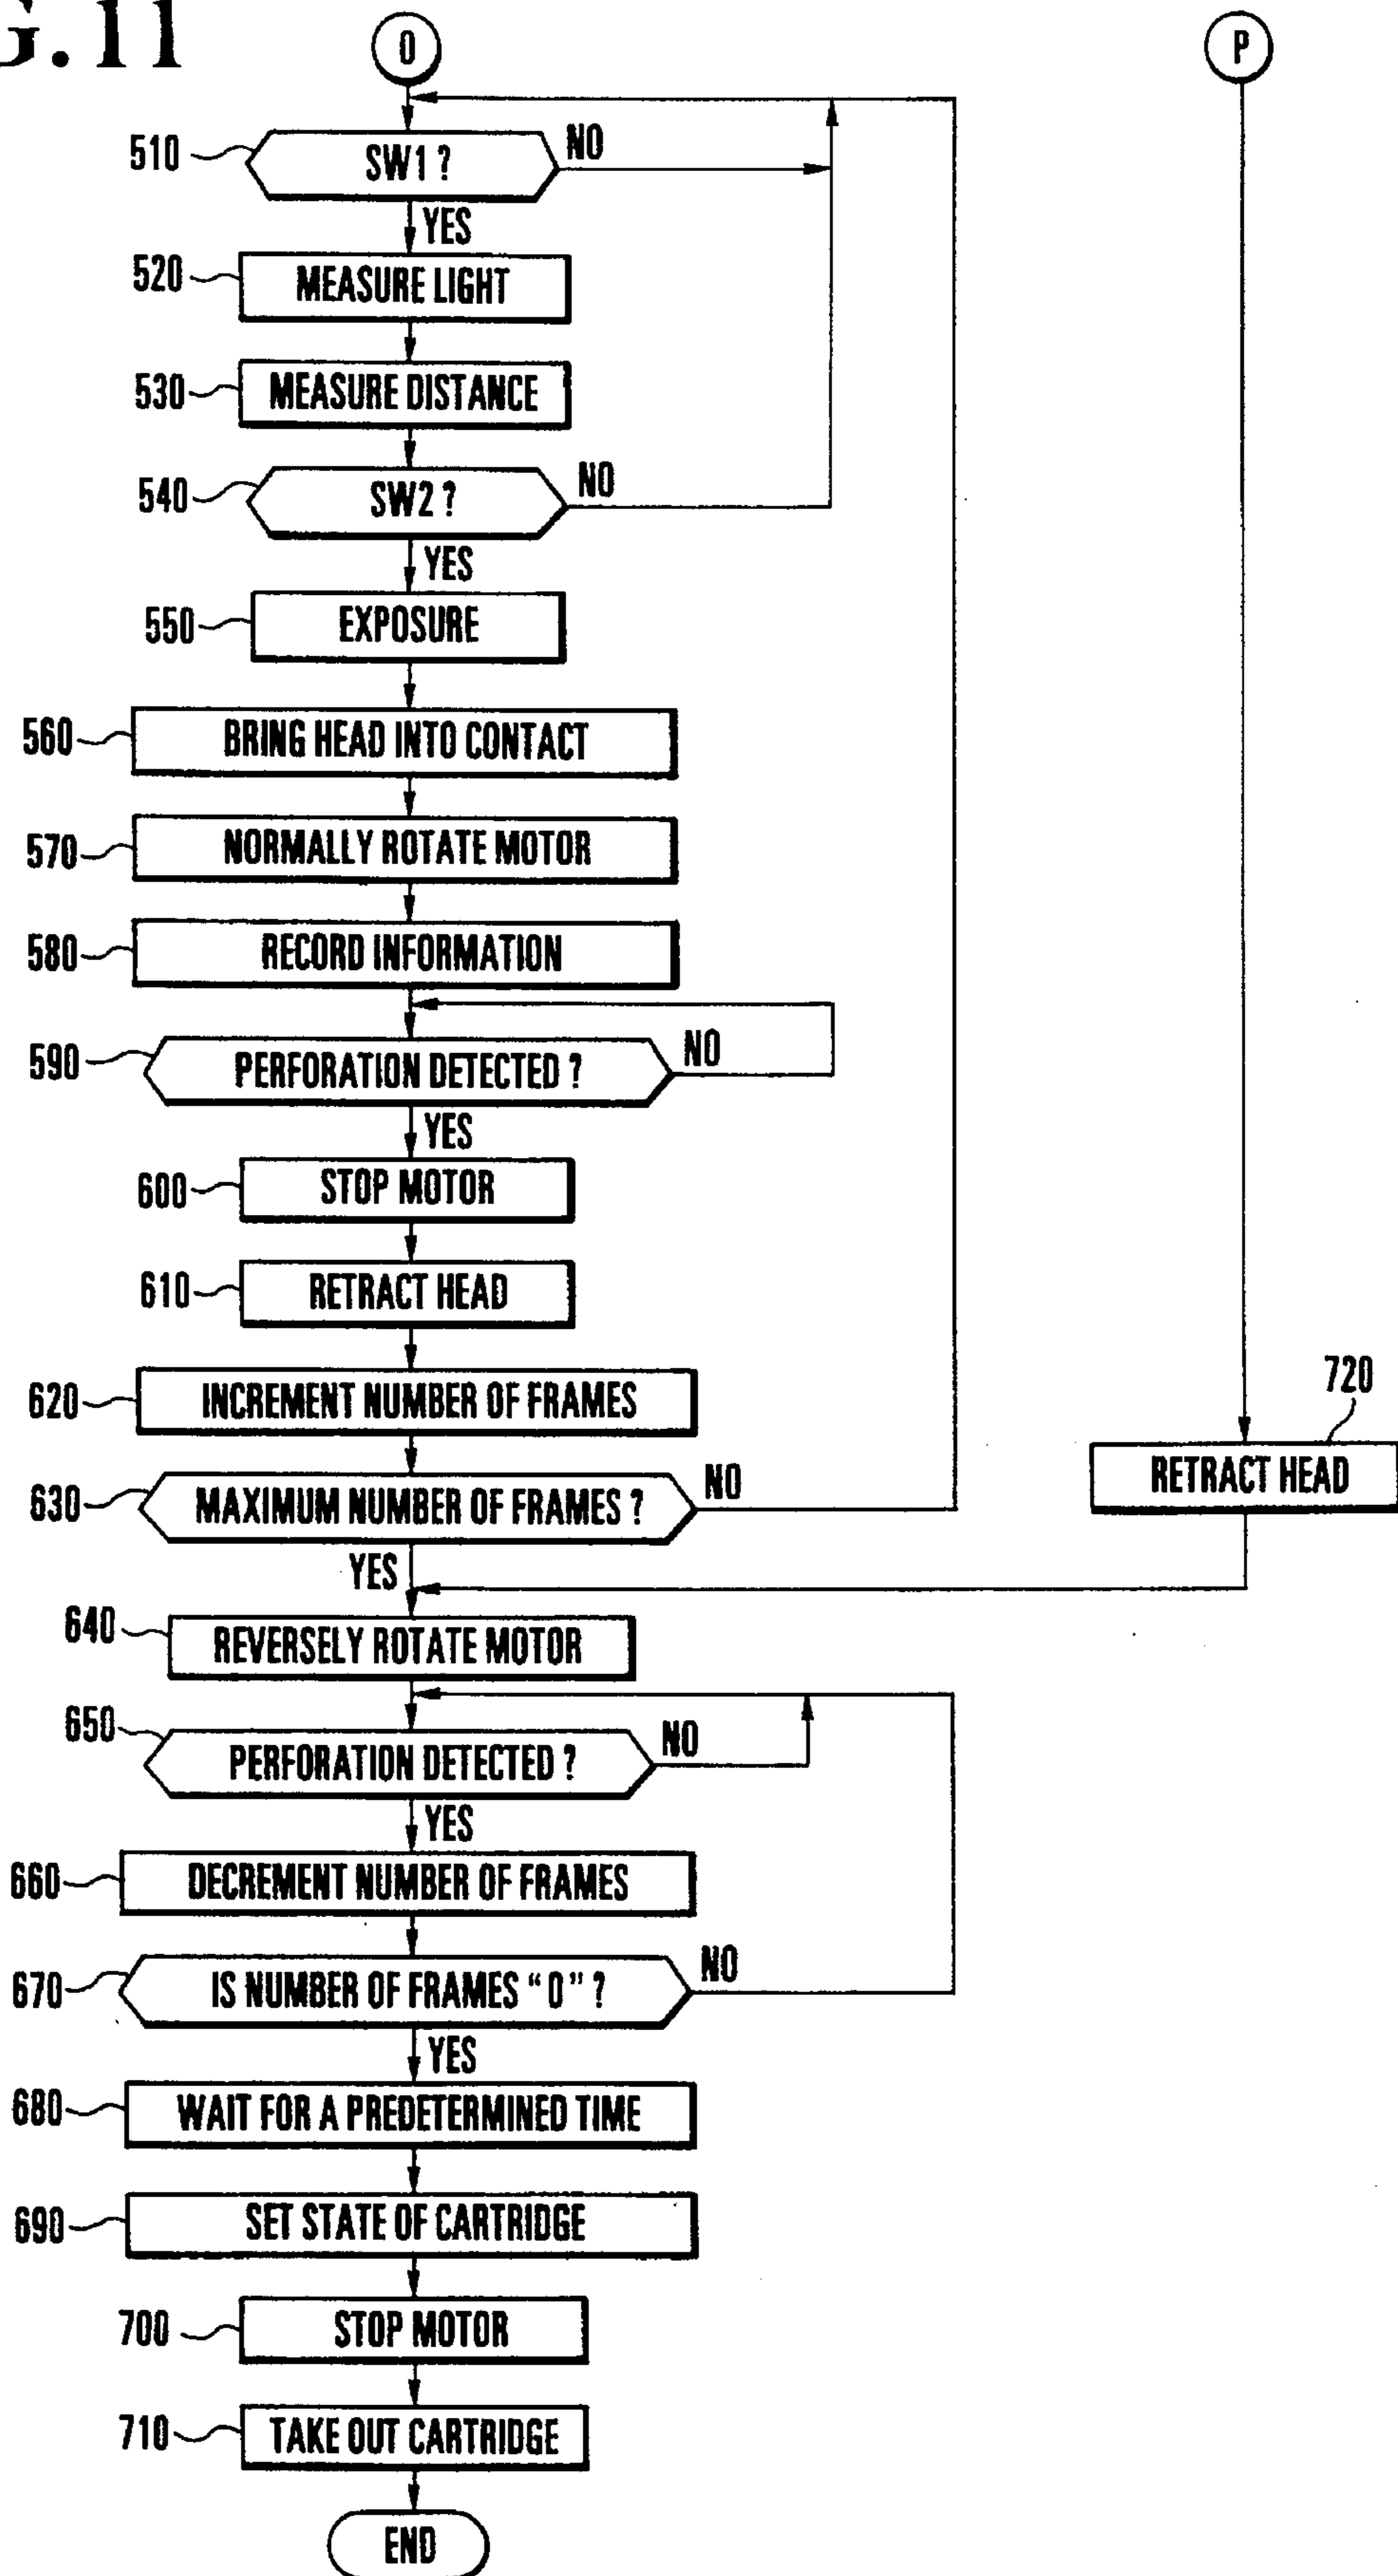 G. 11
O
P
510
SW1 ?
NO
YES
520
MEASURE LIGHT
530
MEASURE DISTANCE
540
SW2 ?
NO
YES
550
EXPOSURE
560
BRING HEAD INTO CONTACT
570
NORMALLY ROTATE MOTOR
580
RECORD INFORMATION
590
PERFORATION DETECTED ?
NO
YES
600
STOP MOTOR
610
RETRACT HEAD
620
INCREMENT NUMBER OF FRAMES
720
RETRACT HEAD
630
MAXIMUM NUMBER OF FRAMES ?
NO
YES
640
REVERSELY ROTATE MOTOR
650
PERFORATION DETECTED ?
NO
YES
660
DECREMENT NUMBER OF FRAMES
670
IS NUMBER OF FRAMES "0" ?
NO
YES
680
WAIT FOR A PREDETERMINED TIME
690
SET STATE OF CARTRIDGE
700
STOP MOTOR
710
TAKE OUT CARTRIDGE
END